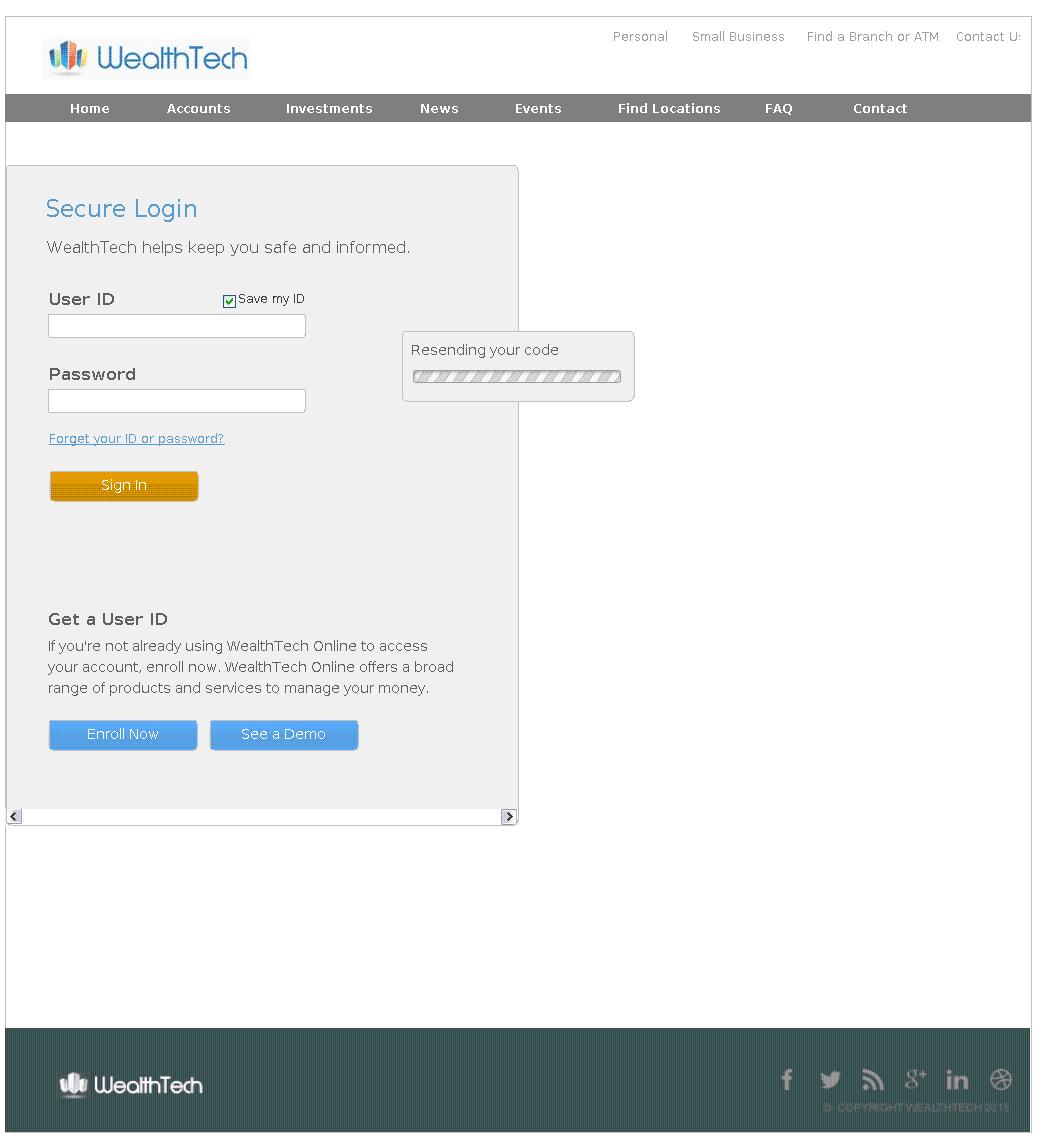 WealthTech
Personal Small Business Find a Branch or ATM Contact Us
Home Accounts Investments News Events Find Locations FAQ Contact
Secure Login
WealthTech helps keep you safe and informed.
User ID Save my ID
Resending your code
Password
Forget your ID or password?
Sign In
Get a User ID
If you're not already using WealthTech Online to access
your account, enroll now. WealthTech Online offers a broad
range of products and services to manage your money.
Enroll Now See a Demo
WealthTech
© COPYRIGHT WEALTHTECH 2015